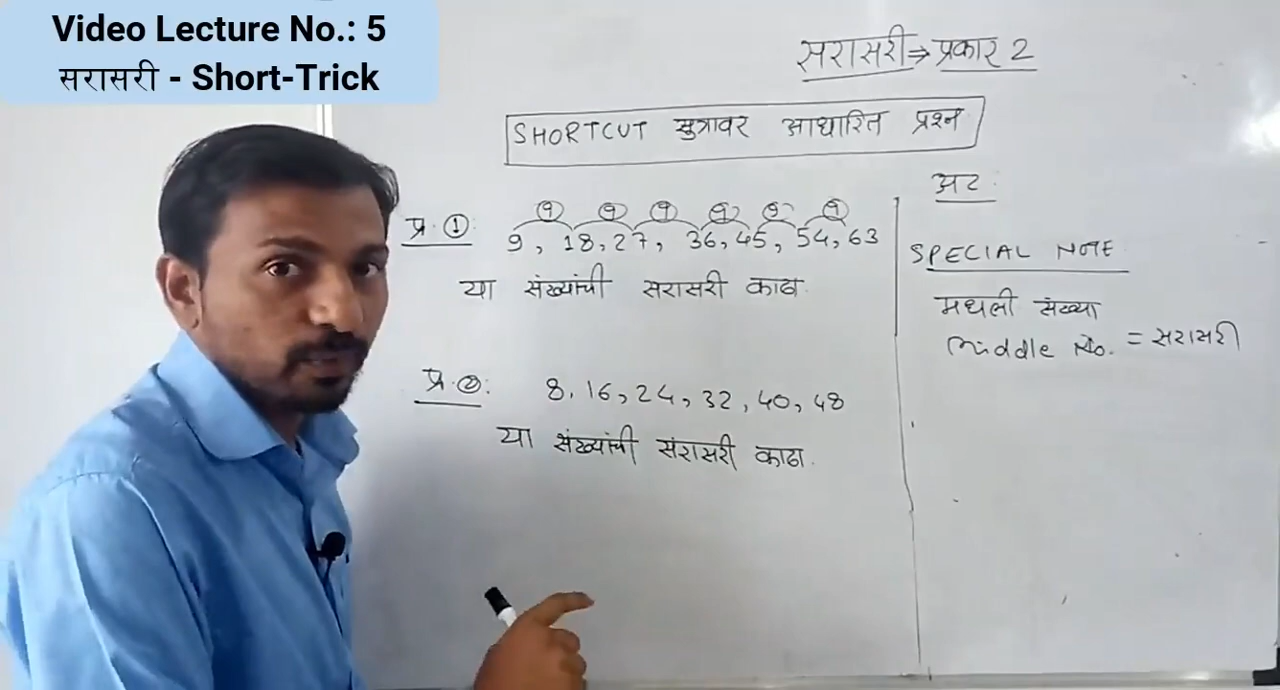 Video Lecture No.: 5
सरासरी - Short-Trick
सरासरी ⇒ प्रकार 2
SHORTCUT सुत्रावर आधारित प्रश्न
अट:
प्र. ①:
9 9 9 9 9 9
9, 18, 27, 36, 45, 54, 63
या संख्यांची सरासरी काढा.
SPECIAL NOTE
मधली संख्या
Middle No. = सरासरी
प्र. ②:
8, 16, 24, 32, 40, 48
या संख्यांची सरासरी काढा.